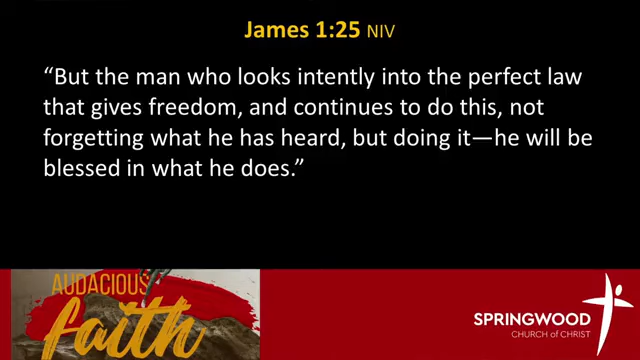 James 1:25 NIV
“But the man who looks intently into the perfect law
that gives freedom, and continues to do this, not
forgetting what he has heard, but doing it—he will be
blessed in what he does.”
AUDACIOUS
faith
SPRINGWOOD
CHURCH of CHRIST